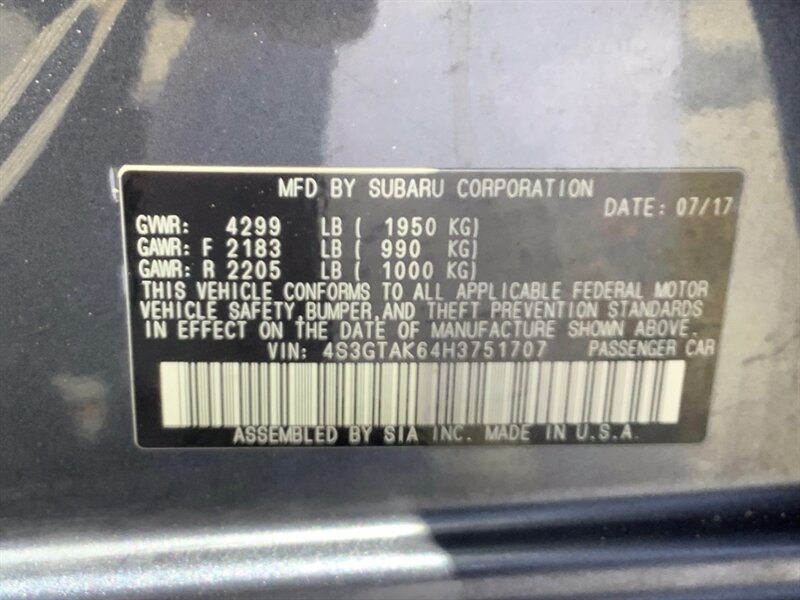 MFD BY SUBARU CORPORATION
DATE: 07/17
GVWR: 4299 LB ( 1950 KG)
GAWR: F 2183 LB ( 990 KG)
GAWR: R 2205 LB ( 1000 KG)
THIS VEHICLE CONFORMS TO ALL APPLICABLE FEDERAL MOTOR
VEHICLE SAFETY,BUMPER,AND THEFT PREVENTION STANDARDS
IN EFFECT ON THE DATE OF MANUFACTURE SHOWN ABOVE.
VIN: 4S3GTAK64H3751707 PASSENGER CAR
ASSEMBLED BY SIA INC. MADE IN U.S.A.